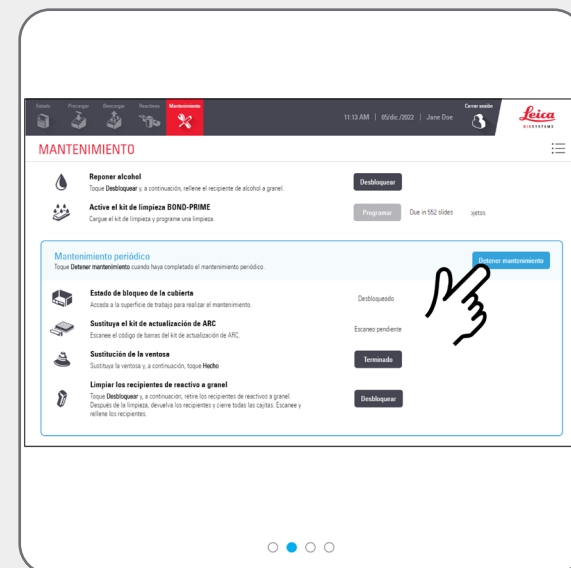 Estado Precargar Descargar Reactivos Mantenimiento
11:13 AM | 05/dic./2022 | Jane Doe
Cerrar sesión
Leica
BIOSYSTEMS
MANTENIMIENTO
Reponer alcohol
Toque Desbloquear y, a continuación, rellene el recipiente de alcohol a granel.
Desbloquear
Active el kit de limpieza BOND-PRIME
Cargue el kit de limpieza y programe una limpieza.
Programar
Due in 552 slides
Mantenimiento periódico
Toque Detener mantenimiento cuando haya completado el mantenimiento periódico.
Detener mantenimiento
Estado de bloqueo de la cubierta
Acceda a la superficie de trabajo para realizar el mantenimiento.
Desbloqueado
Sustituya el kit de actualización de ARC
Escanee el código de barras del kit de actualización de ARC.
Escaneo pendiente
Sustitución de la ventosa
Sustituya la ventosa y, a continuación, toque Hecho
Terminado
Limpiar los recipientes de reactivo a granel
Toque Desbloquear y, a continuación, retire los recipientes de reactivos a granel.
Después de la limpieza, devuelva los recipientes y cierre todas las cajitas. Escanee y
rellene los recipientes.
Desbloquear